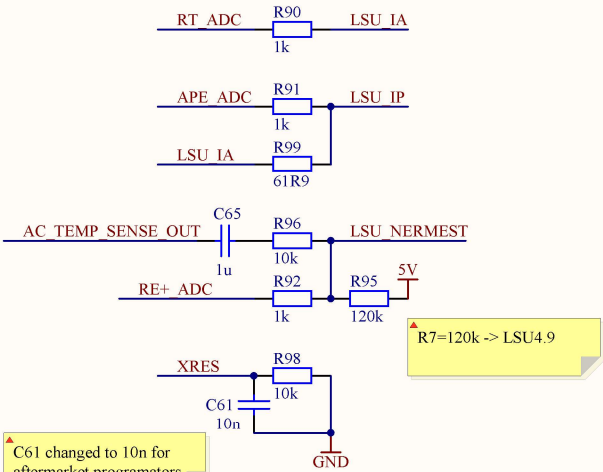 R90
RT_ADC LSU_IA
1k
R91
APE_ADC LSU_IP
1k
R99
LSU_IA
61R9
C65
AC_TEMP_SENSE_OUT R96 LSU_NERMEST
1u 10k
5V
RE+_ADC R92 R95
1k 120k
R7=120k -> LSU4.9
XRES R98
10k
C61
10n
GND
C61 changed to 10n for
aftermarket programators